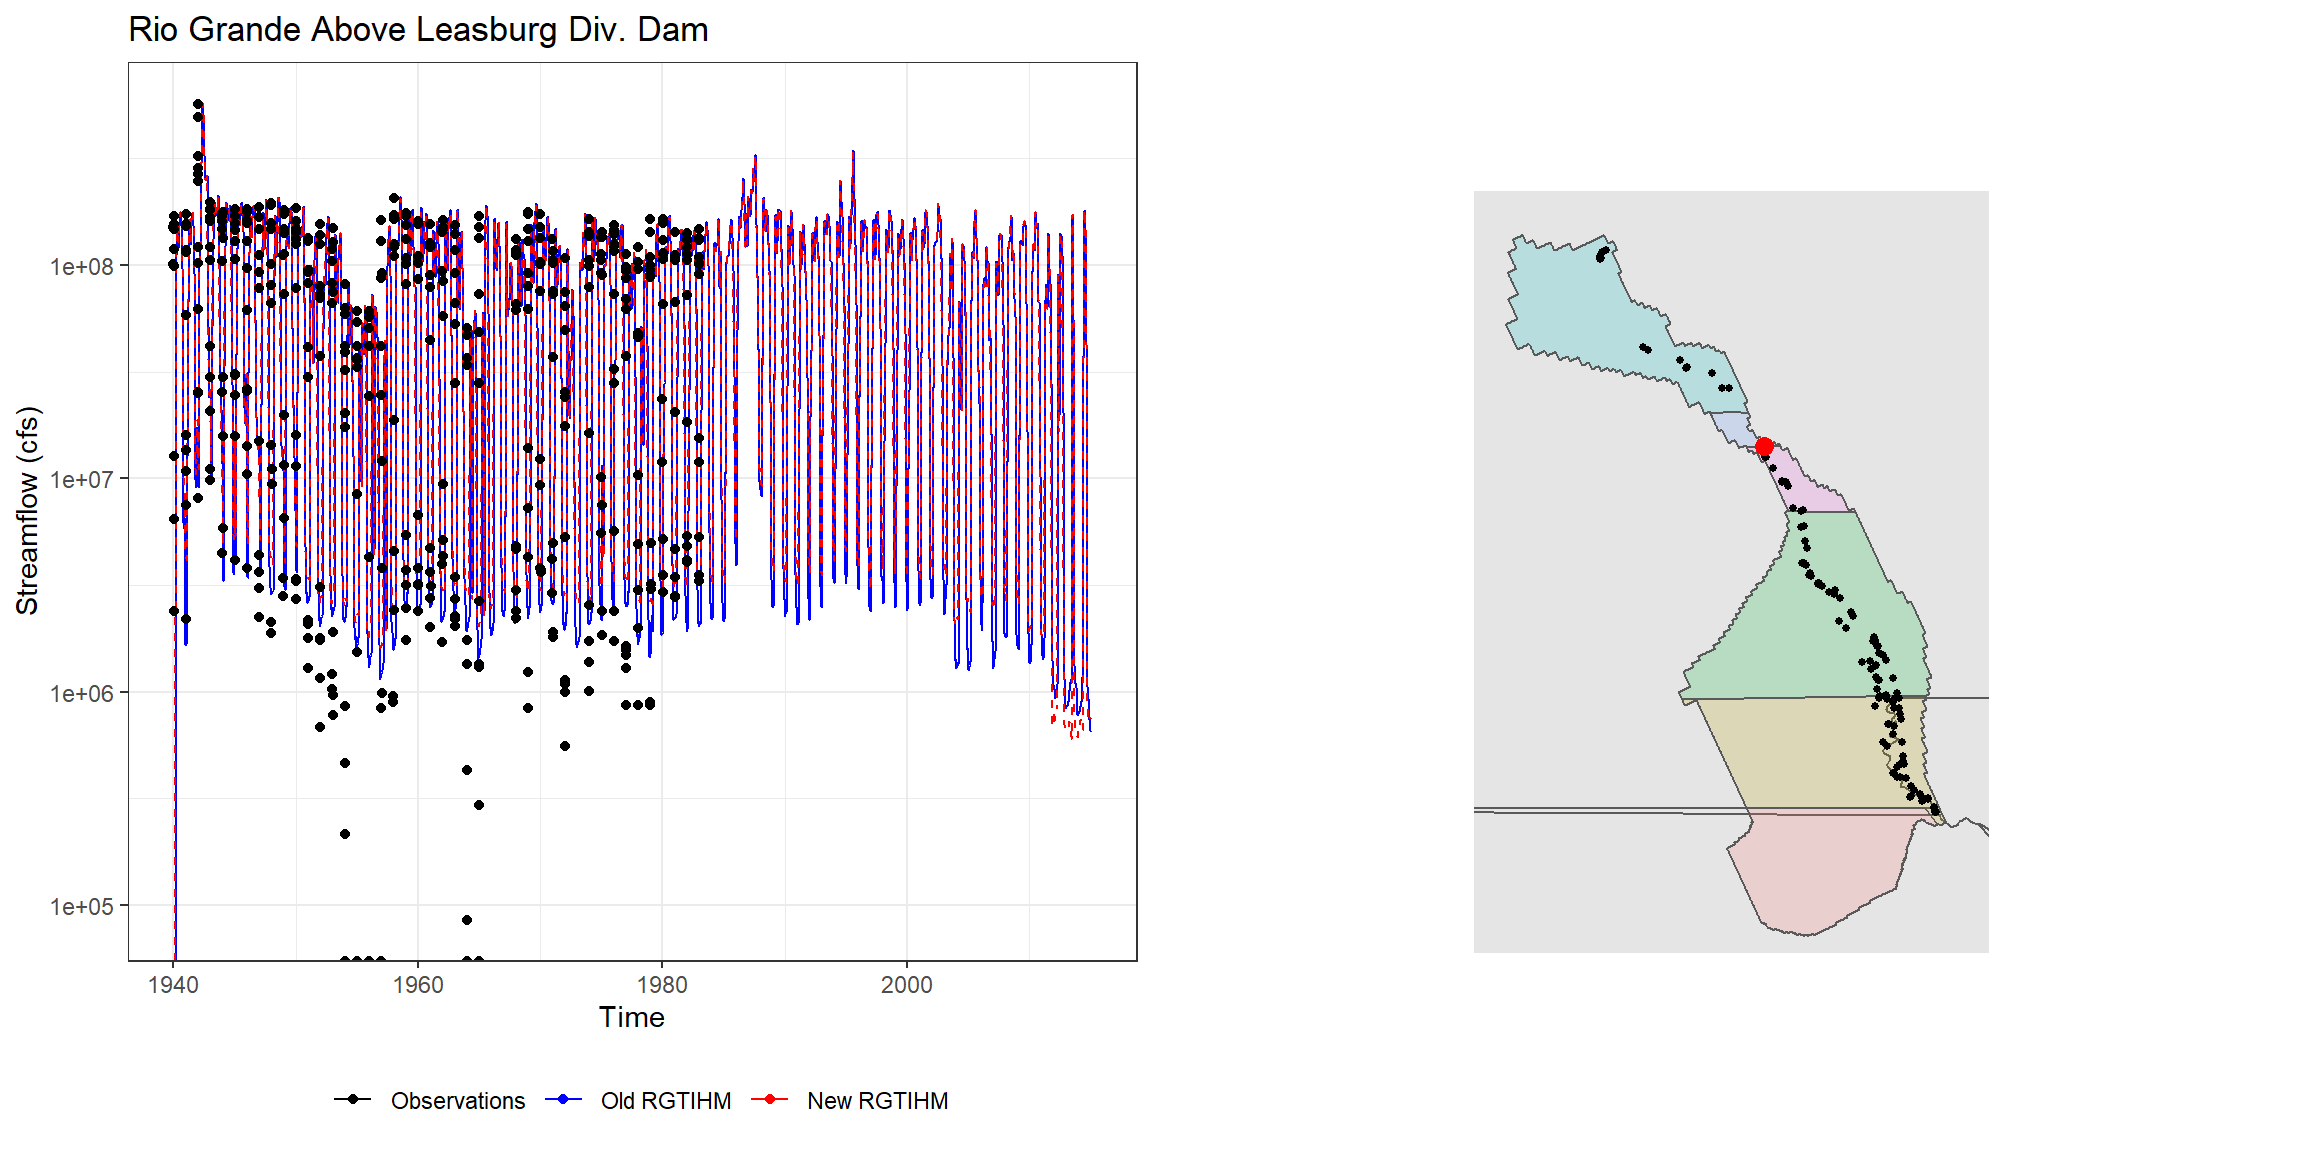 Rio Grande Above Leasburg Div. Dam
Streamflow (cfs)
1e+08
1e+07
1e+06
1e+05
1940 1960 1980 2000
Time
Observations Old RGTIHM New RGTIHM